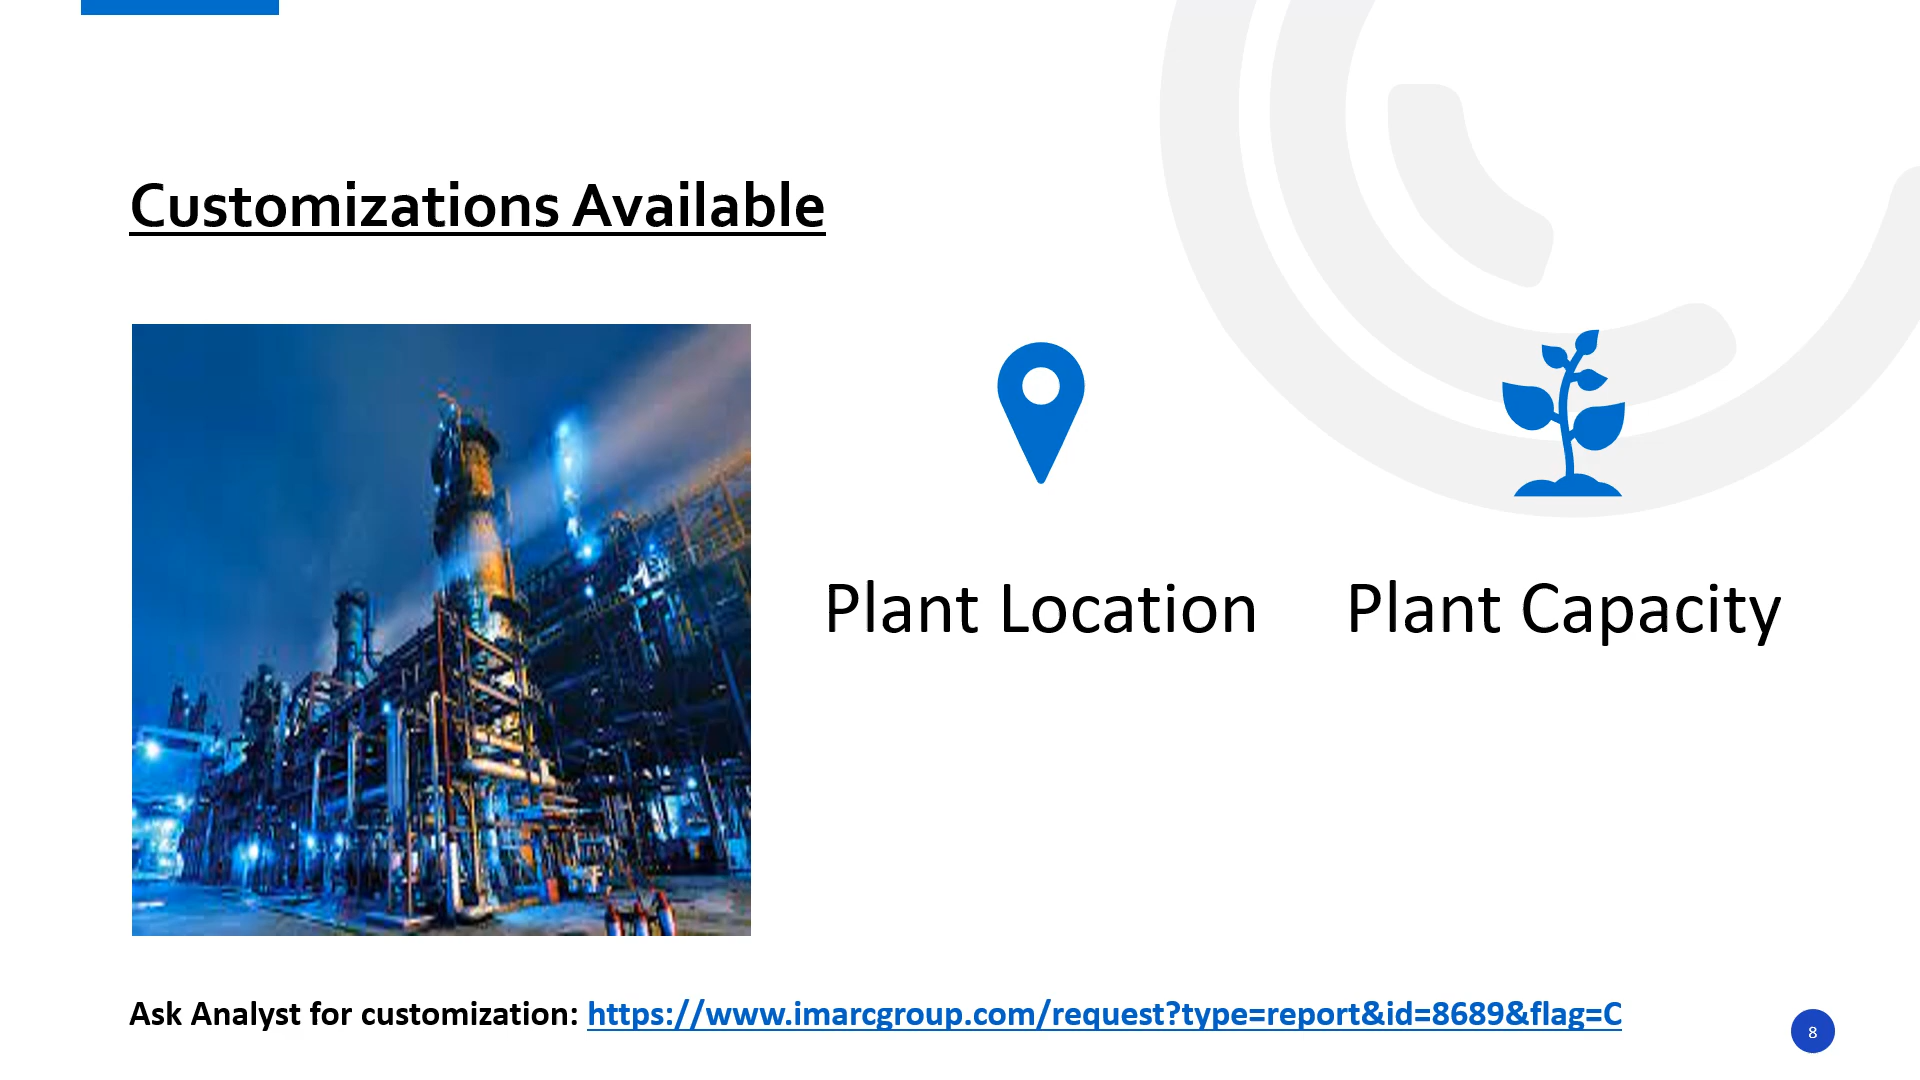 Customizations Available
Plant Location
Plant Capacity
Ask Analyst for customization: https://www.imarcgroup.com/request?type=report&id=8689&flag=C
8